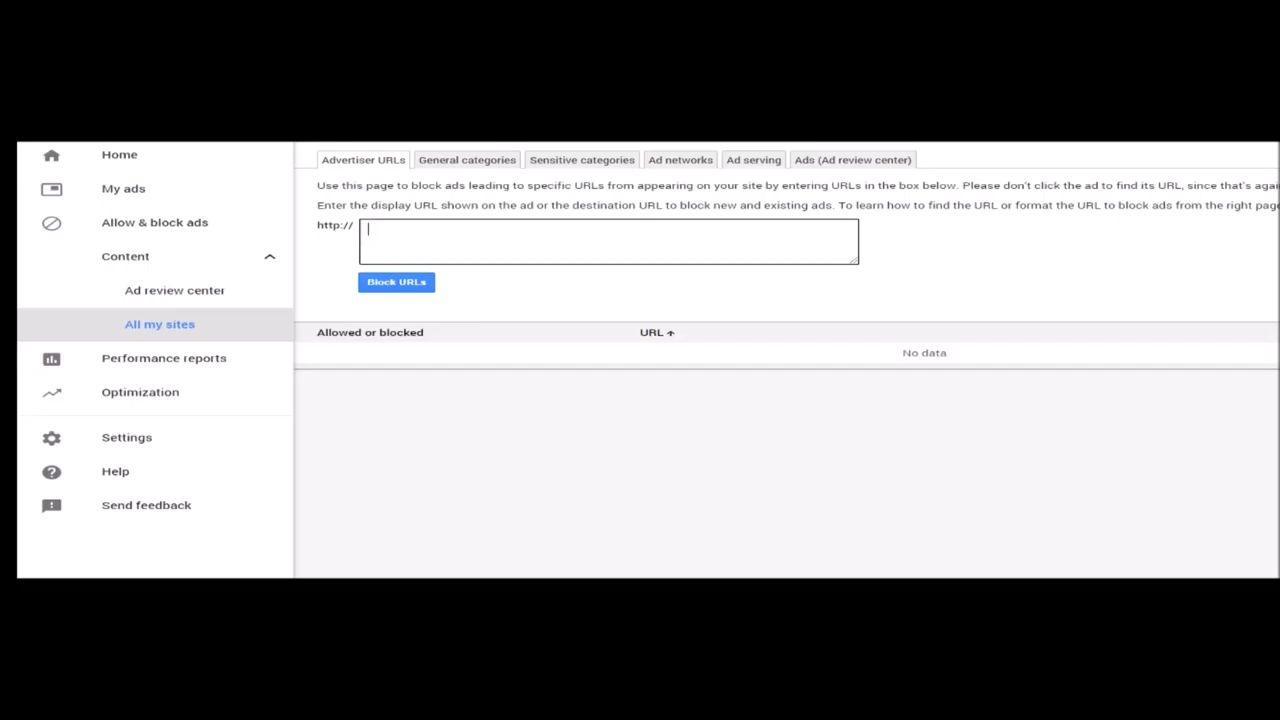 Home
My ads
Allow & block ads
Content
Ad review center
All my sites
Performance reports
Optimization
Settings
Help
Send feedback
Advertiser URLs General categories Sensitive categories Ad networks Ad serving Ads (Ad review center)
Use this page to block ads leading to specific URLs from appearing on your site by entering URLs in the box below. Please don't click the ad to find its URL, since that's agai
Enter the display URL shown on the ad or the destination URL to block new and existing ads. To learn how to find the URL or format the URL to block ads from the right page
http://
Block URLs
Allowed or blocked URL
No data